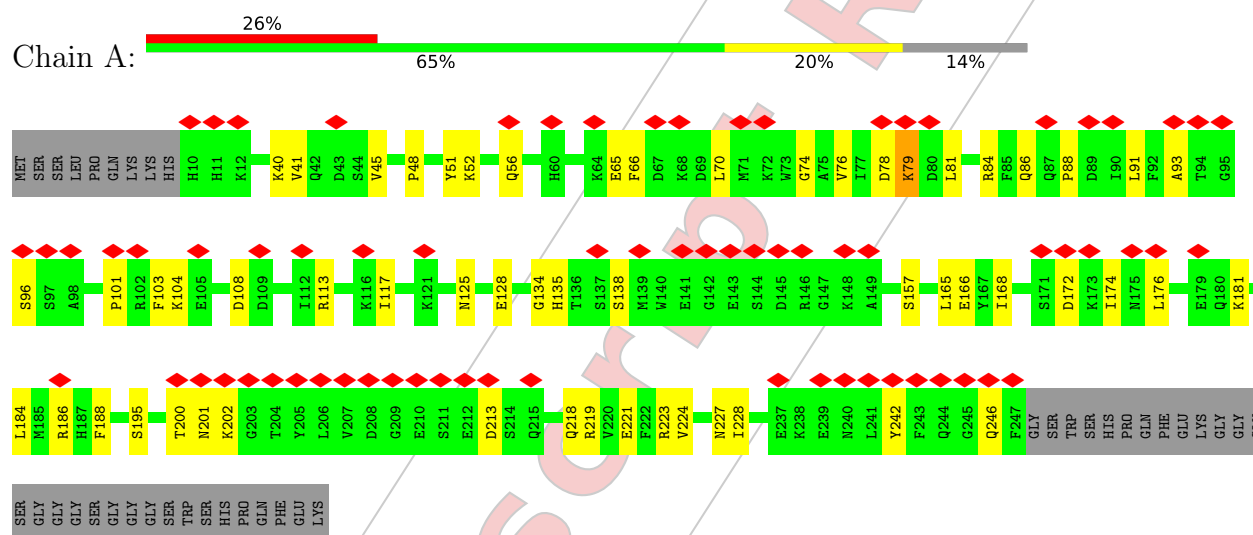 26%
Chain A:
65% 20% 14%
MET SER SER LEU PRO GLN LYS LYS HIS H10 H11 K12 K40 V41 Q42 D43 S44 V45 P48 Y51 K52 Q56 H60 K64 E65 F66 D67 K68 D69 L70 M71 K72 W73 G74 A75 V76 I77 D78 K79 D80 L81 R84 F85 Q86 Q87 P88 D89 I90 L91 F92 A93 T94 G95
S96 S97 A98 P101 R102 F103 K104 E105 D108 D109 I112 R113 K116 I117 K121 N125 E128 G134 H135 T136 S137 S138 M139 W140 E141 G142 E143 S144 D145 R146 G147 K148 A149 S157 L165 E166 Y167 I168 S171 D172 K173 I174 N175 L176 E179 Q180 K181
L184 M185 R186 H187 F188 S195 T200 N201 K202 G203 T204 Y205 L206 V207 D208 G209 E210 S211 E212 D213 S214 Q215 Q218 R219 V220 E221 F222 R223 V224 N227 I228 E237 K238 E239 N240 L241 Y242 F243 Q244 G245 Q246 F247 GLY SER TRP SER HIS PRO GLN PHE GLU LYS GLY GLY
SER GLY GLY GLY SER GLY GLY GLY SER TRP SER HIS PRO GLN PHE GLU LYS